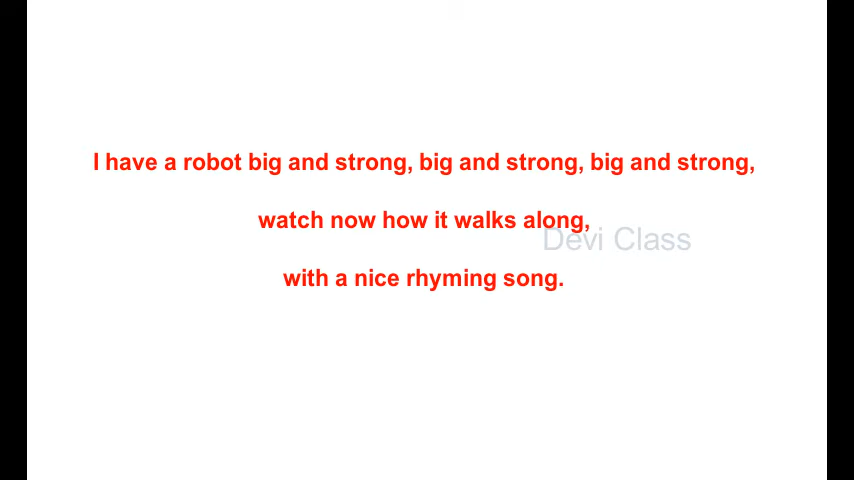 I have a robot big and strong, big and strong, big and strong,
watch now how it walks along,
Devi Class
with a nice rhyming song.